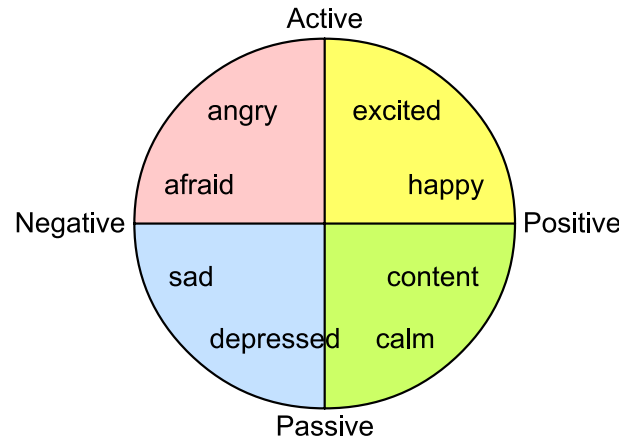 Active
angry excited
afraid happy
Negative Positive
sad content
depressed calm
Passive